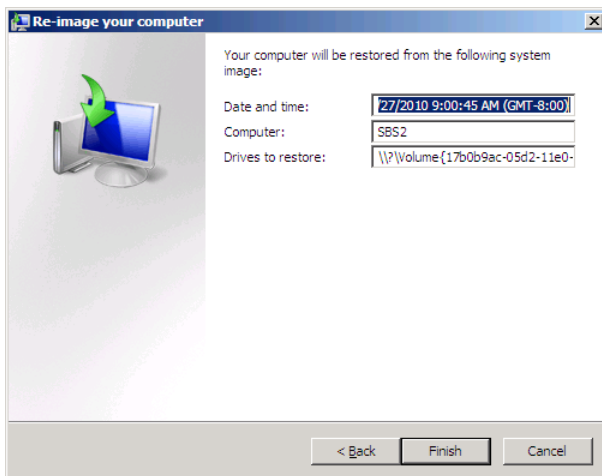 Re-image your computer
Your computer will be restored from the following system
image:
Date and time: 27/2010 9:00:45 AM (GMT-8:00)
Computer: SBS2
Drives to restore: \\?\Volume{17b0b9ac-05d2-11e0-
< Back Finish Cancel